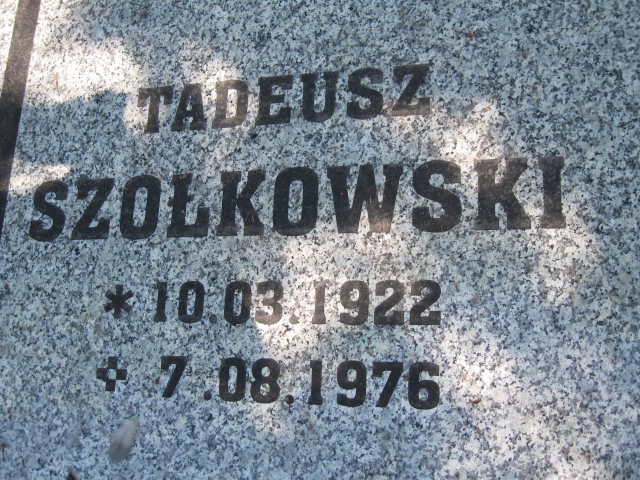 TADEUSZ
SZOŁKOWSKI
* 10.03.1922
✝ 7.08.1976